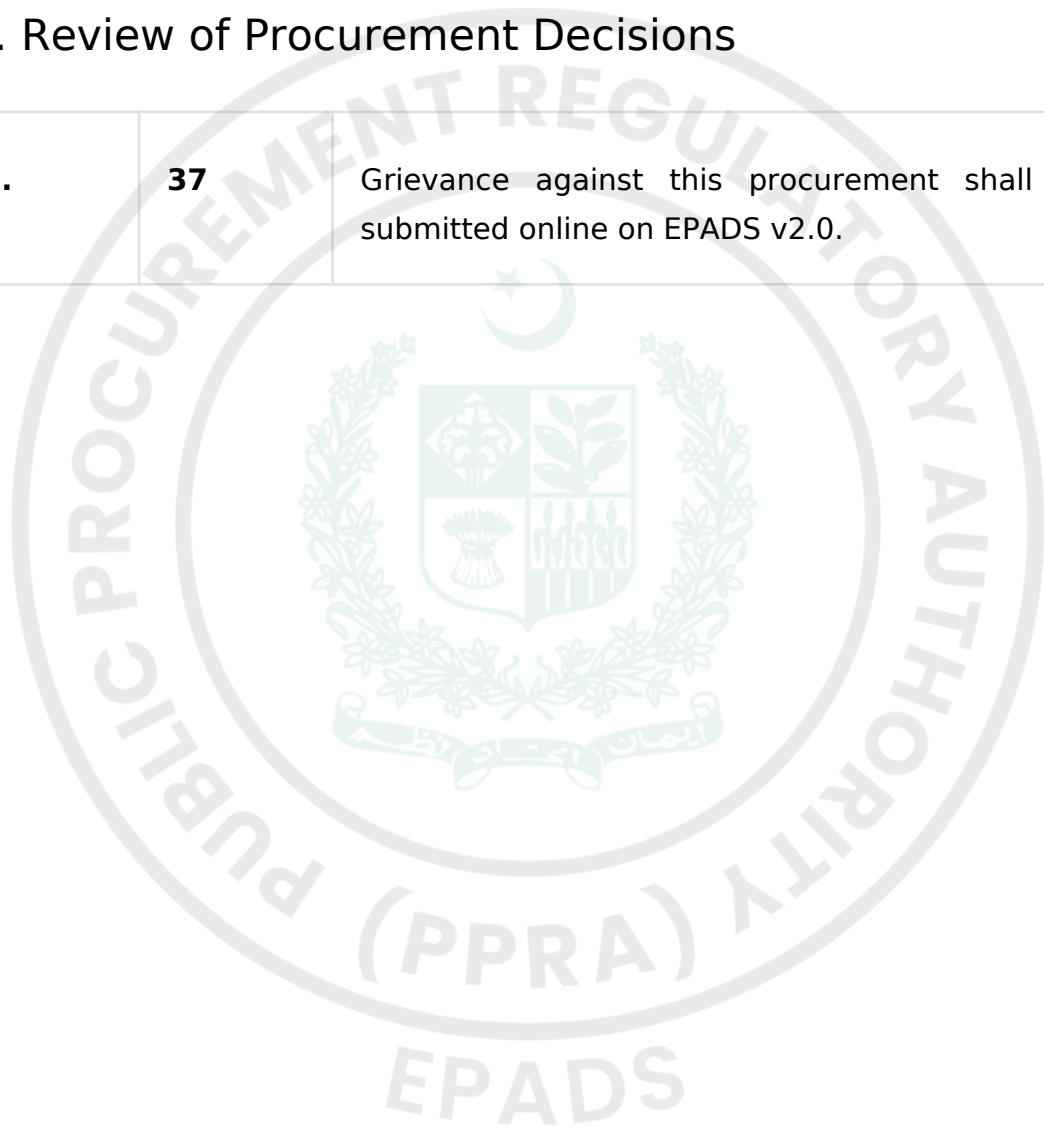 . Review of Procurement Decisions
. 37 Grievance against this procurement shall
submitted online on EPADS v2.0.
PUBLIC PROCUREMENT REGULATORY AUTHORITY
(PPRA)
EPADS